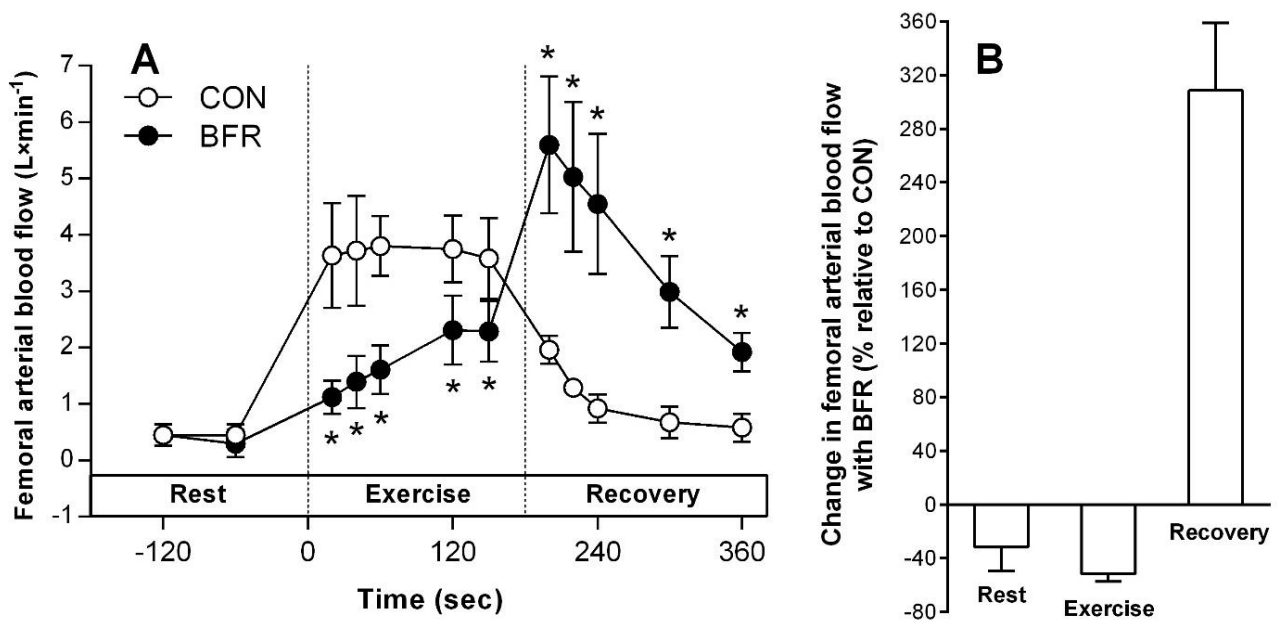 A
CON
BFR
Femoral arterial blood flow (L×min⁻¹)
7
6
5
4
3
2
1
0
-1
* * * * *
* * * * *
Rest Exercise Recovery
-120 0 120 240 360
Time (sec)
B
Change in femoral arterial blood flow
with BFR (% relative to CON)
360
320
280
240
200
160
120
80
40
0
-40
-80
Recovery
Rest
Exercise